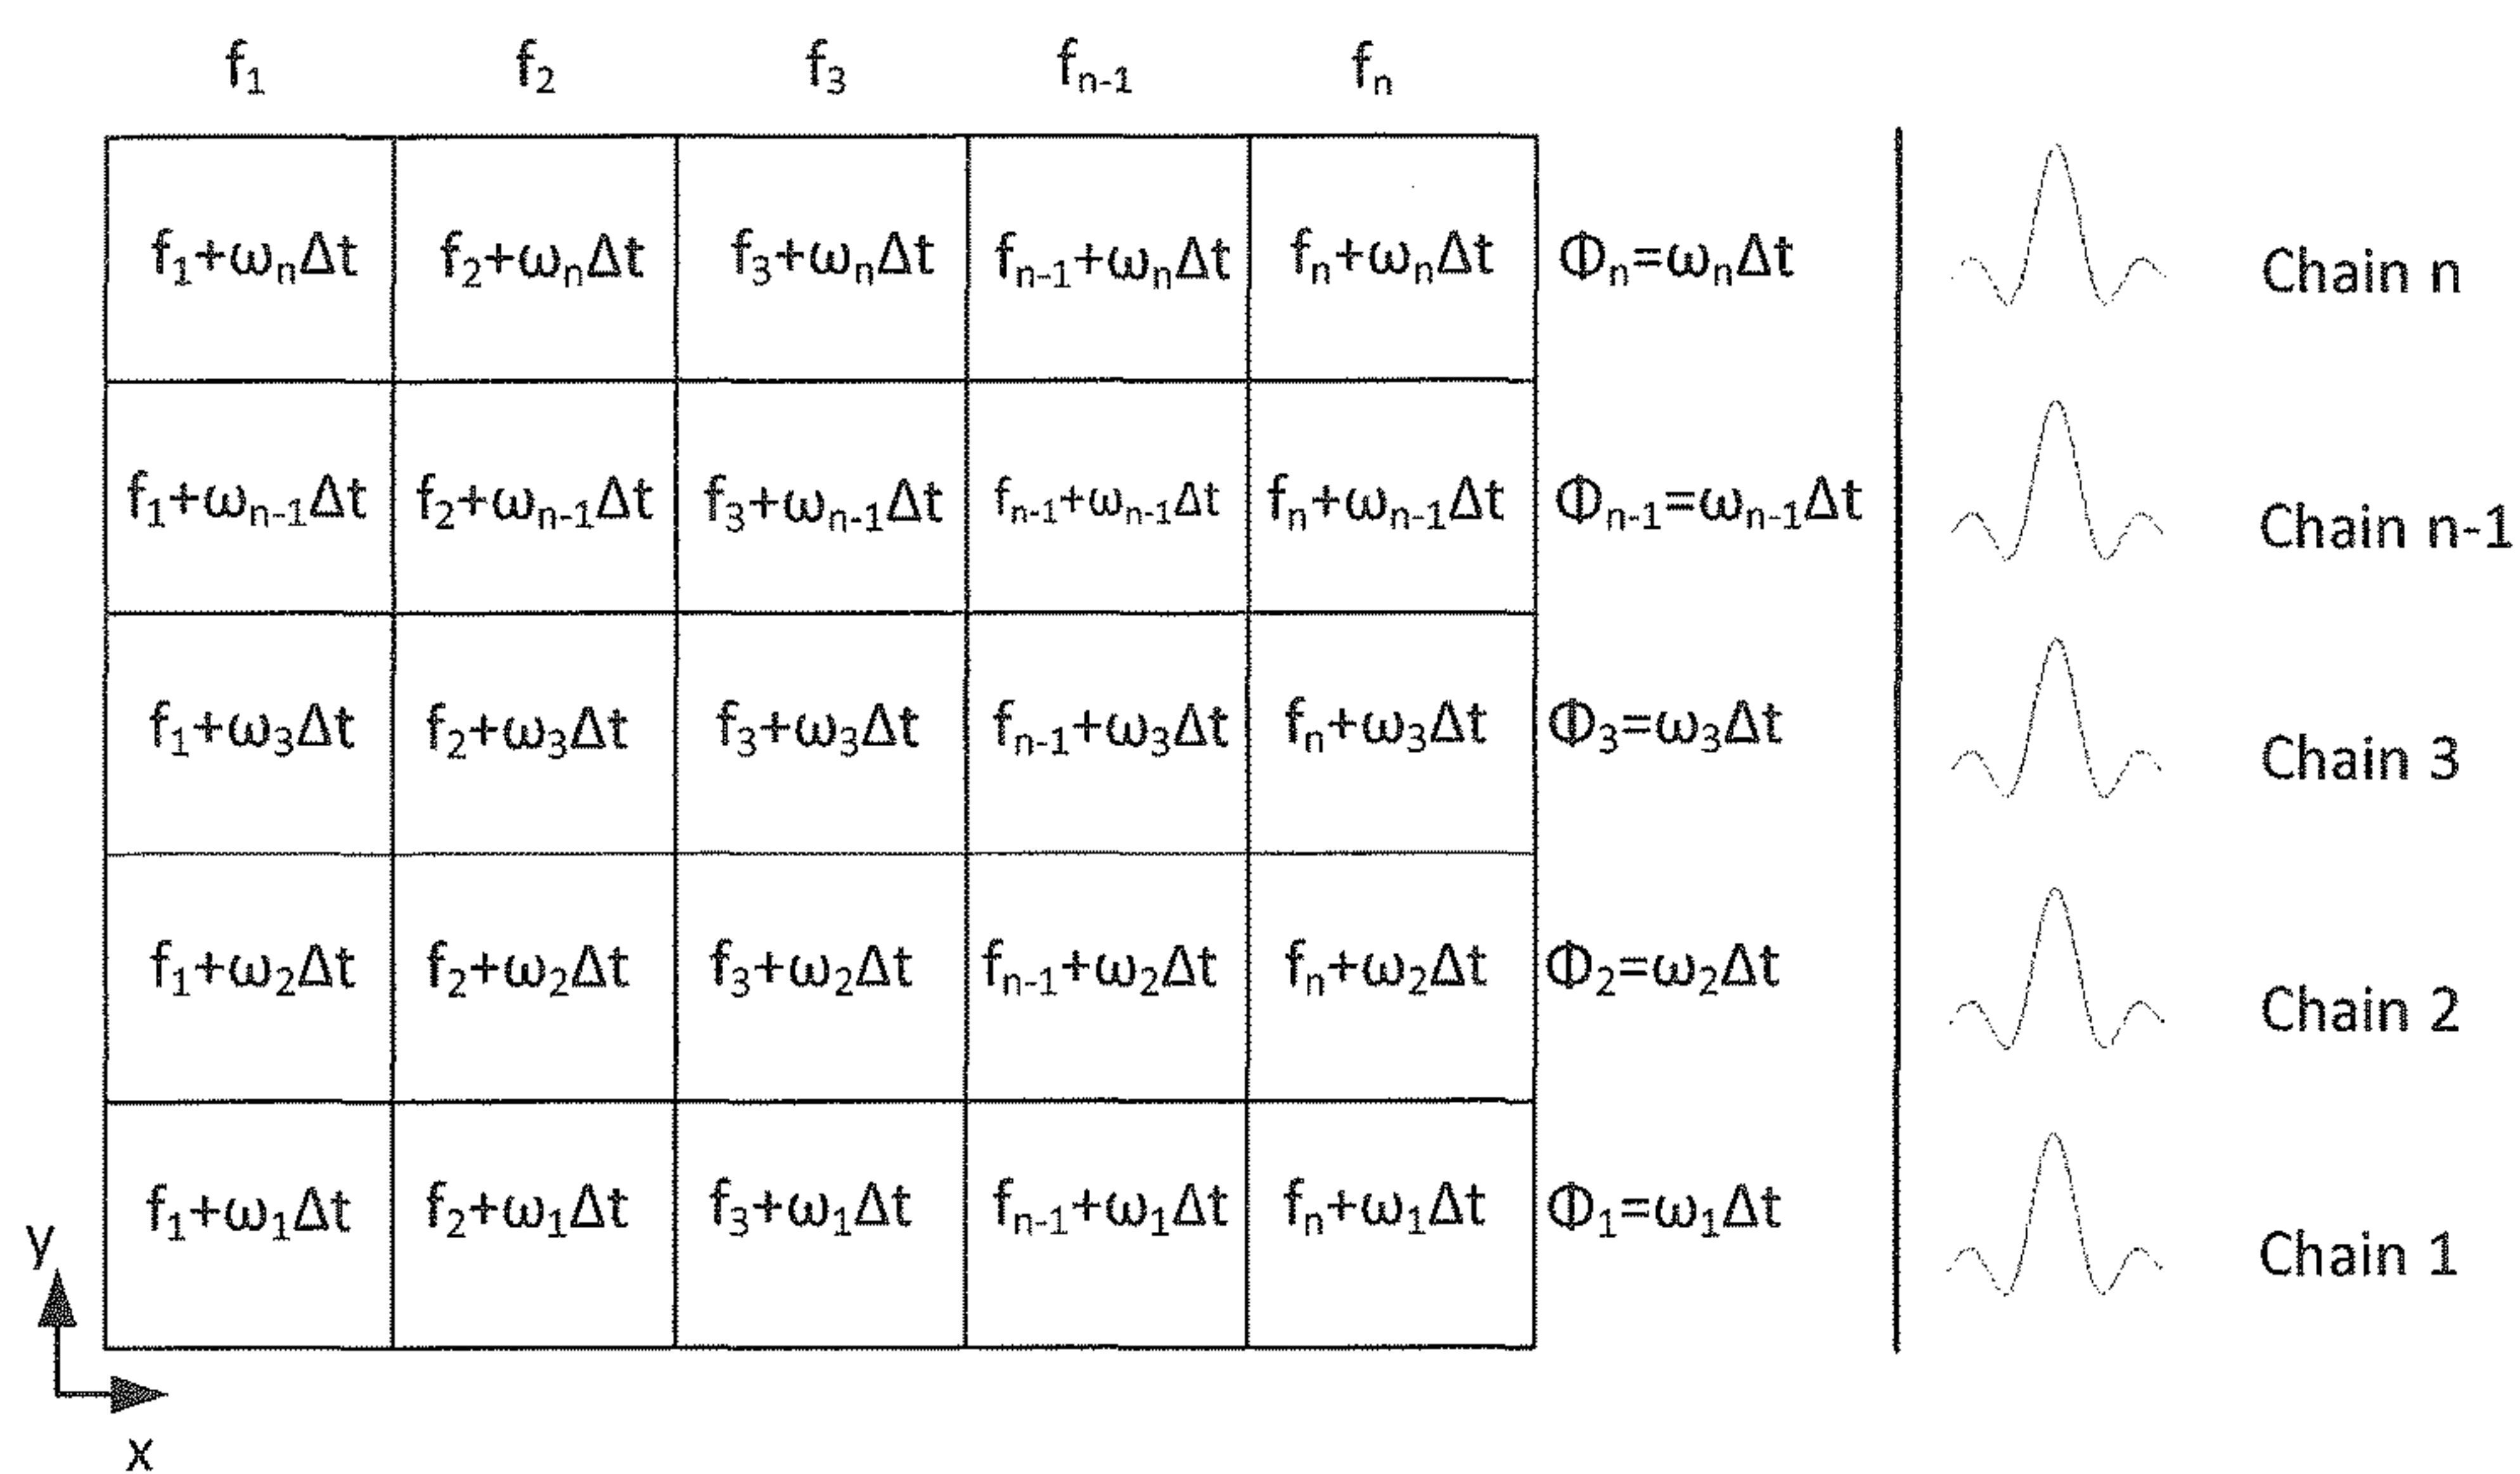 f₁ f₂ f₃ fₙ₋₁ fₙ
f₁+ωₙΔt f₂+ωₙΔt f₃+ωₙΔt fₙ₋₁+ωₙΔt fₙ+ωₙΔt Φₙ=ωₙΔt Chain n
f₁+ωₙ₋₁Δt f₂+ωₙ₋₁Δt f₃+ωₙ₋₁Δt fₙ₋₁+ωₙ₋₁Δt fₙ+ωₙ₋₁Δt Φₙ₋₁=ωₙ₋₁Δt Chain n-1
f₁+ω₃Δt f₂+ω₃Δt f₃+ω₃Δt fₙ₋₁+ω₃Δt fₙ+ω₃Δt Φ₃=ω₃Δt Chain 3
f₁+ω₂Δt f₂+ω₂Δt f₃+ω₂Δt fₙ₋₁+ω₂Δt fₙ+ω₂Δt Φ₂=ω₂Δt Chain 2
f₁+ω₁Δt f₂+ω₁Δt f₃+ω₁Δt fₙ₋₁+ω₁Δt fₙ+ω₁Δt Φ₁=ω₁Δt Chain 1
y
x